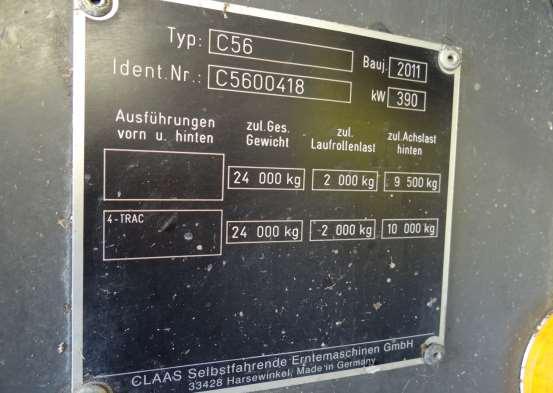 Typ: C56 Bauj. 2011
Ident.Nr.: C5600418 kW 390
Ausführungen vorn u. hinten
zul.Ges. Gewicht
zul. Laufrollenlast
zul.Achslast hinten
24 000 kg 2 000 kg 9 500 kg
4-TRAC 24 000 kg 2 000 kg 10 000 kg
CLAAS Selbstfahrende Erntemaschinen GmbH
33428 Harsewinkel, Made in Germany